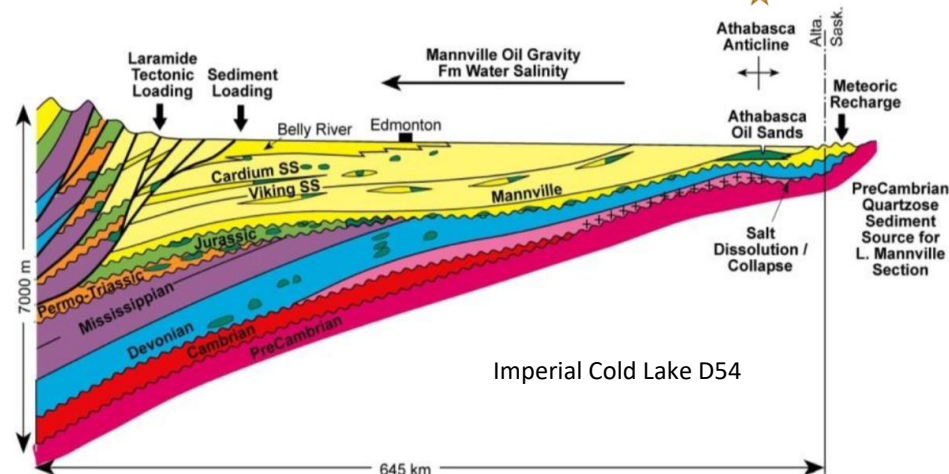 Athabasca
Anticline
Alta.
Sask.
Laramide
Tectonic
Loading
Sediment
Loading
Mannville Oil Gravity
Fm Water Salinity
Meteoric
Recharge
Belly River
Edmonton
Athabasca
Oil Sands
Cardium SS
Viking SS
Mannville
PreCambrian
Quartzose
Sediment
Source for
L. Mannville
Section
Salt
Dissolution /
Collapse
Jurassic
Permo-Triassic
Mississippian
Devonian
Cambrian
PreCambrian
7000 m
Imperial Cold Lake D54
645 km